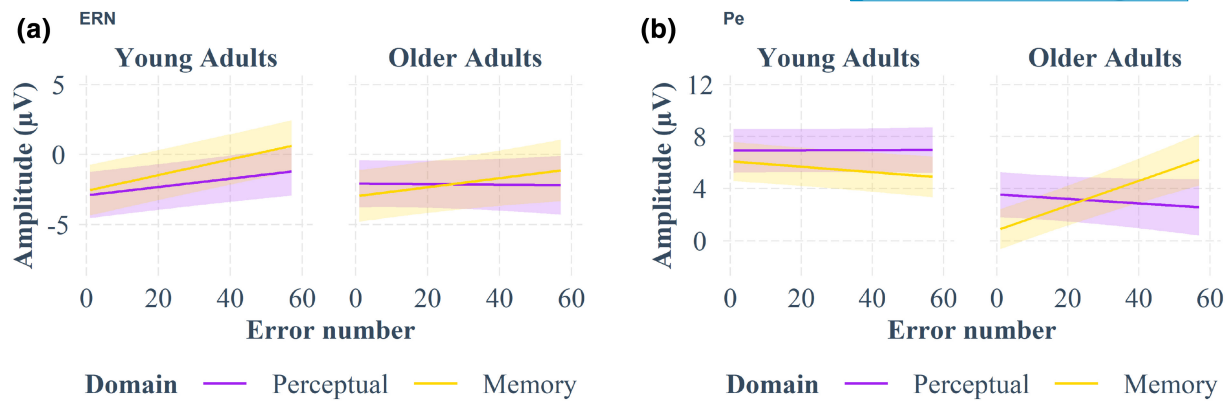 (a) ERN
Young Adults Older Adults
Amplitude (μV)
5
0
-5
0 20 40 60 0 20 40 60
Error number
Domain Perceptual Memory
(b) Pe
Young Adults Older Adults
Amplitude (μV)
12
8
4
0
0 20 40 60 0 20 40 60
Error number
Domain Perceptual Memory